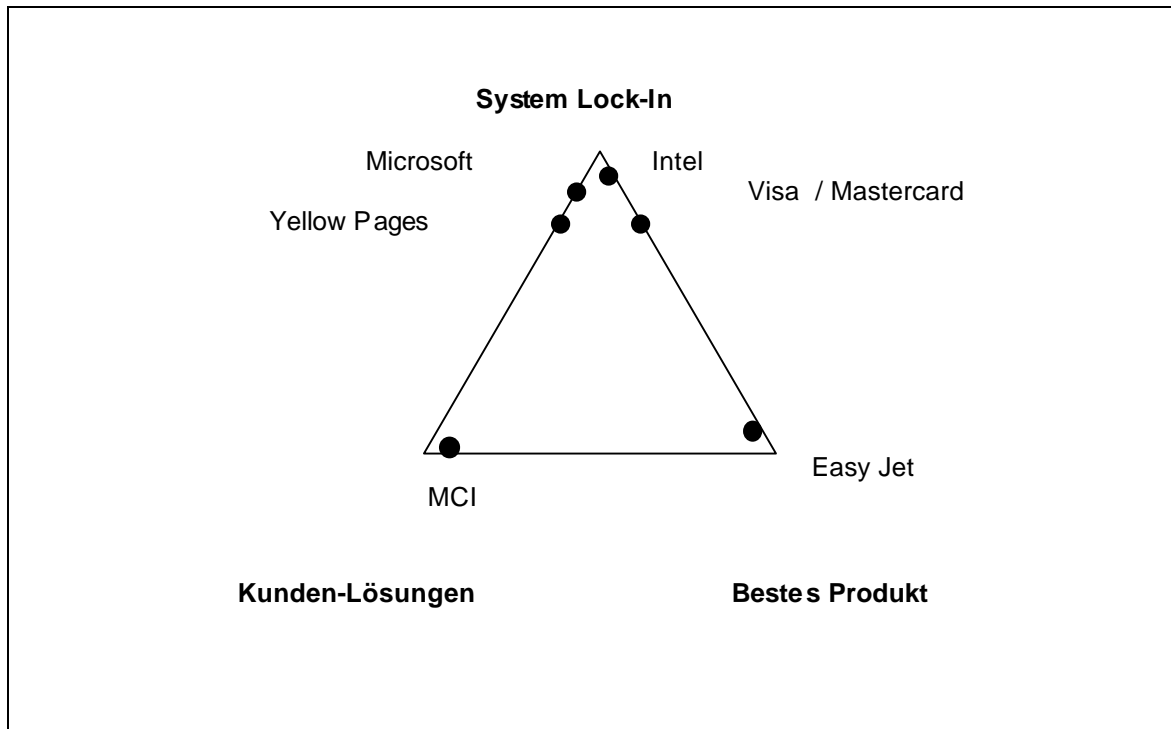 System Lock-In
Microsoft
Intel
Visa / Mastercard
Yellow Pages
Easy Jet
MCI
Kunden-Lösungen
Bestes Produkt